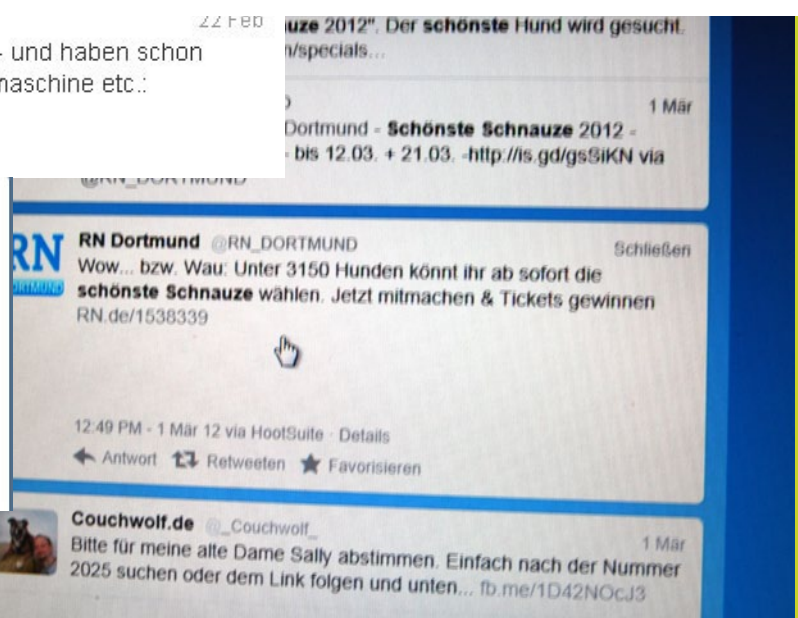 22 Feb
und haben schon
maschine etc.:
uze 2012". Der schönste Hund wird gesucht.
/specials...
1 Mär
Dortmund - Schönste Schnauze 2012 -
- bis 12.03. + 21.03. -http://is.gd/gsSiKN via
@RN_DORTMUND
RN
DORTMUND
RN Dortmund @RN_DORTMUND
Schließen
Wow... bzw. Wau: Unter 3150 Hunden könnt ihr ab sofort die
schönste Schnauze wählen. Jetzt mitmachen & Tickets gewinnen
RN.de/1538339
12:49 PM - 1 Mär 12 via HootSuite · Details
Antwort Retweeten Favorisieren
Couchwolf.de @_Couchwolf_
1 Mär
Bitte für meine alte Dame Sally abstimmen. Einfach nach der Nummer
2025 suchen oder dem Link folgen und unten... fb.me/1D42NOcJ3